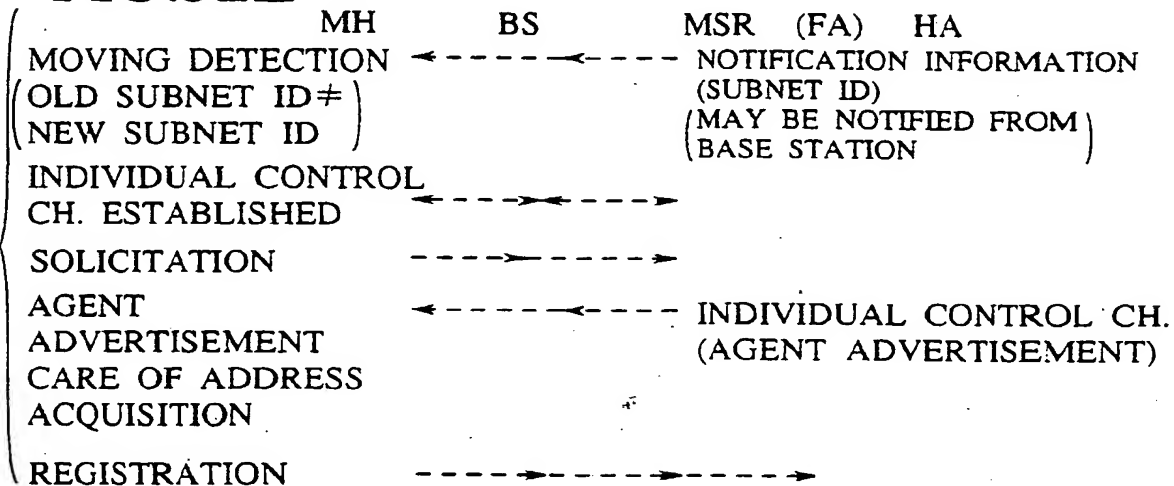 MH BS MSR (FA) HA
MOVING DETECTION NOTIFICATION INFORMATION
(OLD SUBNET ID≠ (SUBNET ID)
NEW SUBNET ID) (MAY BE NOTIFIED FROM
BASE STATION)
INDIVIDUAL CONTROL
CH. ESTABLISHED
SOLICITATION
AGENT INDIVIDUAL CONTROL CH.
ADVERTISEMENT (AGENT ADVERTISEMENT)
CARE OF ADDRESS
ACQUISITION
REGISTRATION